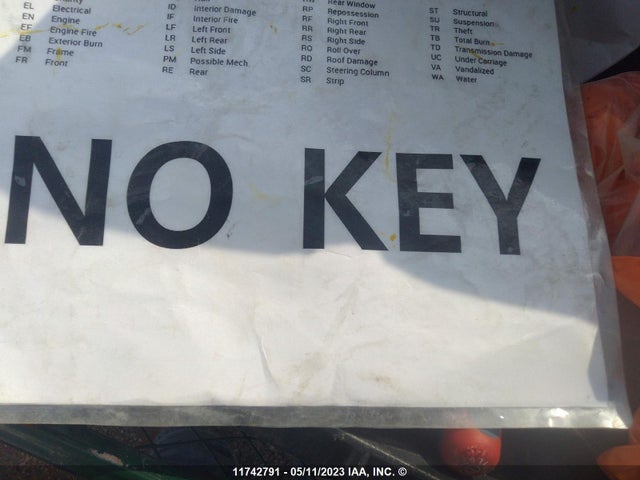 EL Electrical
EN Engine
EF Engine Fire
EB Exterior Burn
FM Frame
FR Front
ID Interior Damage
IF Interior Fire
LF Left Front
LR Left Rear
LS Left Side
PM Possible Mech.
RE Rear
RW Rear Window
RP Repossession
RF Right Front
RR Right Rear
RS Right Side
RO Roll Over
RD Roof Damage
SC Steering Column
SR Strip
ST Structural
SU Suspension
TR Theft
TB Total Burn
TD Transmission Damage
UC Under Carriage
VA Vandalized
WA Water
NO KEY
11742791 - 05/11/2023 IAA, INC. ©